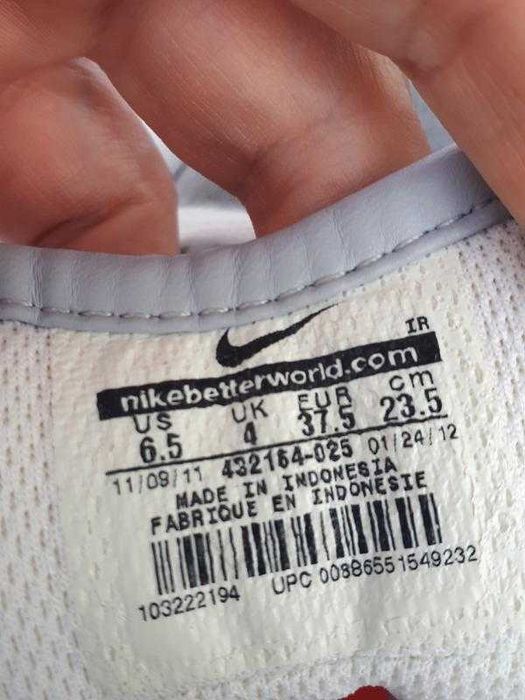 IR
nikebetterworld.com
US UK EUR cm
6.5 4 37.5 23.5
11/09/11 432164-025 01/24/12
MADE IN INDONESIA
FABRIQUE EN INDONESIE
103222194 UPC 00886551549232